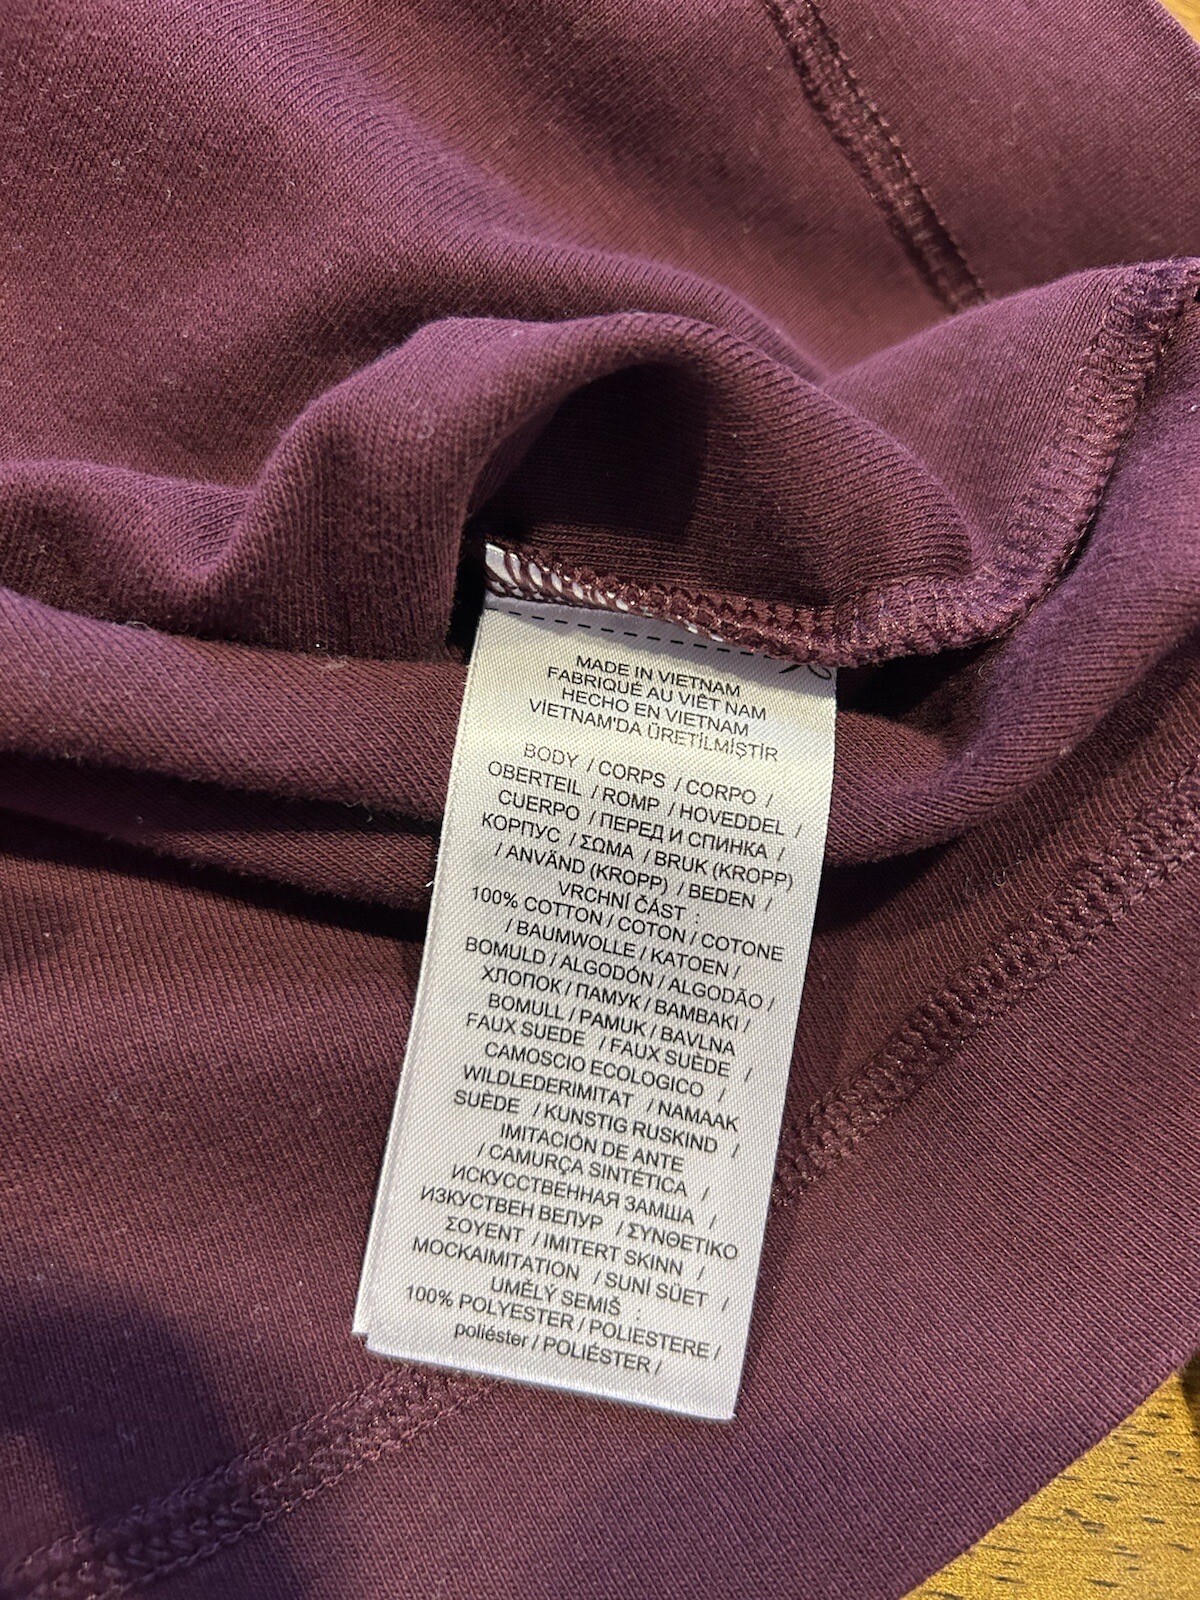 MADE IN VIETNAM
FABRIQUÉ AU VIÊT NAM
HECHO EN VIETNAM
VİETNAM'DA ÜRETİLMİŞTİR
BODY / CORPS / CORPO /
OBERTEIL / ROMP / HOVEDDEL /
CUERPO / ПЕРЕД И СПИНКА /
КОРПУС / ΣΩΜΑ / BRUK (KROPP)
/ ANVÄND (KROPP) / BEDEN /
VRCHNÍ ČÁST :
100% COTTON / COTON / COTONE
/ BAUMWOLLE / KATOEN /
BOMULD / ALGODÓN / ALGODÃO /
ХЛОПОК / ПАМУК / ΒΑΜΒΑΚΙ /
BOMULL / PAMUK / BAVLNA
FAUX SUEDE / FAUX SUÈDE /
CAMOSCIO ECOLOGICO /
WILDLEDERIMITAT / NAMAAK
SUÈDE / KUNSTIG RUSKIND /
IMITACIÓN DE ANTE
/ CAMURÇA SINTÉTICA /
ИСКУССТВЕННАЯ ЗАМША /
ИЗКУСТВЕН ВЕЛУР / ΣΥΝΘΕΤΙΚΟ
ΣΟΥΕΝΤ / IMITERT SKINN /
MOCKAIMITATION / SUNİ SÜET /
UMĚLÝ SEMIŠ :
100% POLYESTER / POLIESTERE /
poliéster / POLIÉSTER /